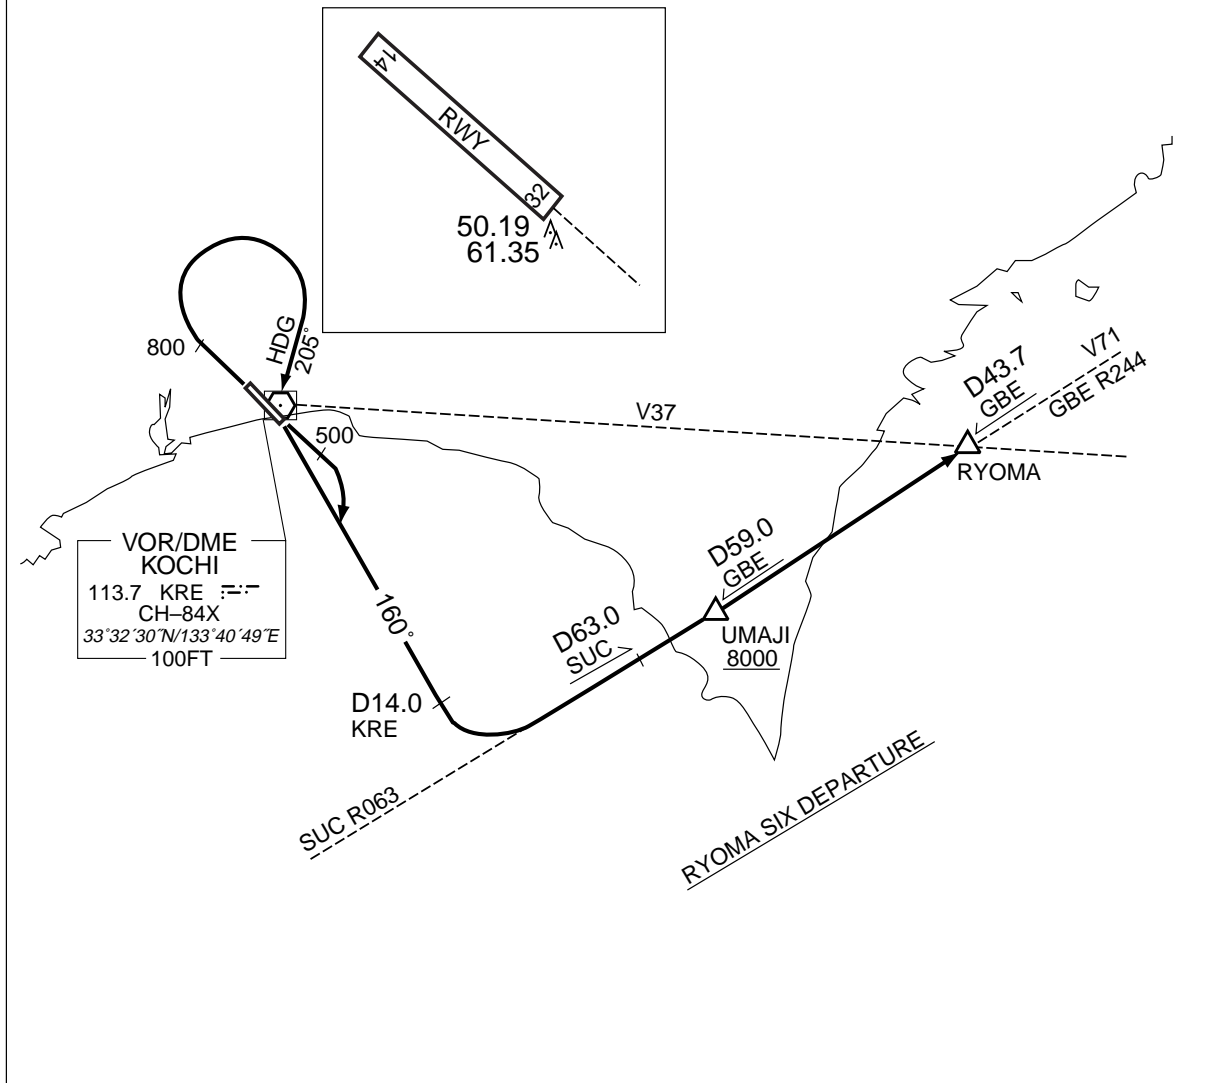 14
RWY
32
50.19
61.35
800
HDG
205°
V37
500
D43.7
GBE
V71
GBE R244
RYOMA
VOR/DME
KOCHI
113.7 KRE
CH–84X
33°32´30˝N/133°40´49˝E
100FT
160°
D59.0
GBE
D63.0
SUC
UMAJI
8000
D14.0
KRE
SUC R063
RYOMA SIX DEPARTURE